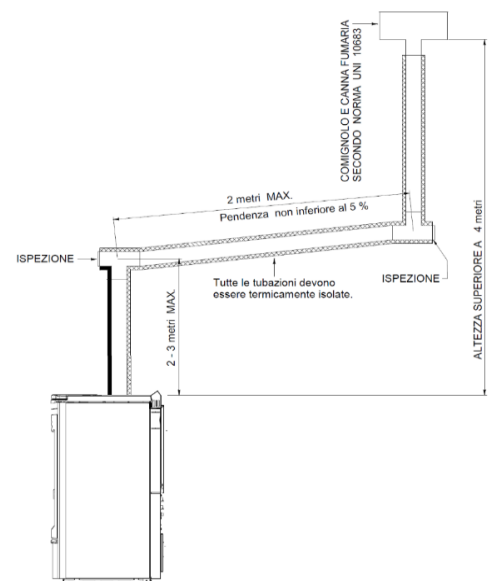 COMIGNOLO E CANNA FUMARIA
SECONDO NORMA UNI 10683
2 metri MAX.
Pendenza non inferiore al 5 %
ISPEZIONE
Tutte le tubazioni devono
essere termicamente isolate.
ISPEZIONE
2 - 3 metri MAX.
ALTEZZA SUPERIORE A 4 metri